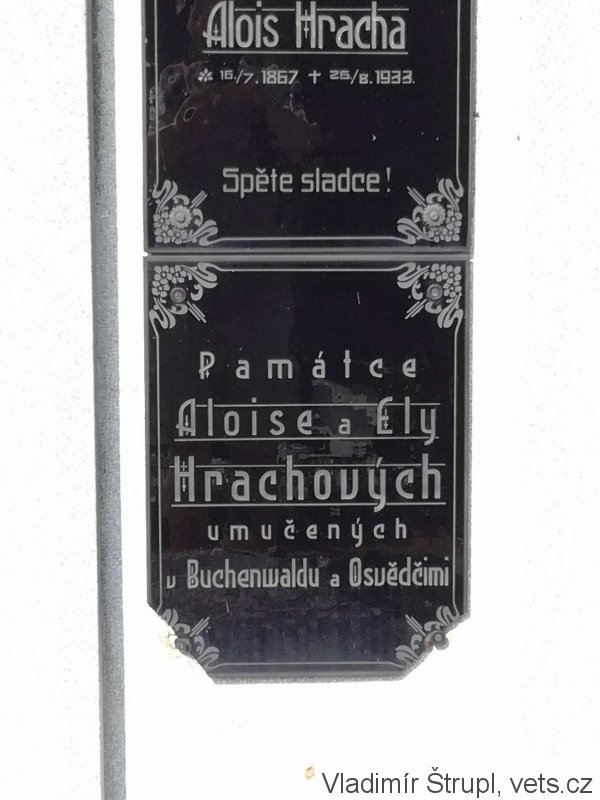 Alois Hracha
* 16./7.1867 + 26./8.1933.
Spěte sladce!
Památce
Aloise a Ely
Hrachových
umučených
v Buchenwaldu a Osvědčimi
Vladimír Štrupl, vets.cz